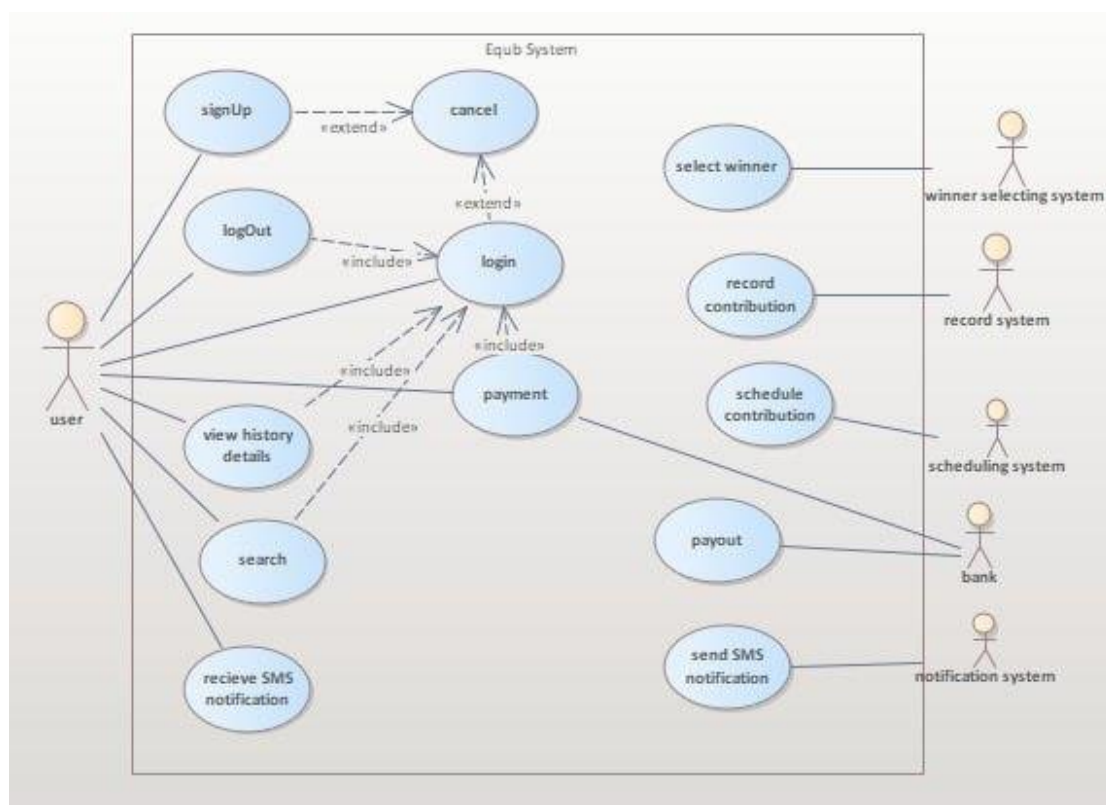 Equb System
signUp
«extend»
cancel
select winner
winner selecting system
«extend»
logOut
«include»
login
record
contribution
record system
user
«include»
«include»
payment
schedule
contribution
scheduling system
view history
details
«include»
search
payout
bank
recieve SMS
notification
send SMS
notification
notification system